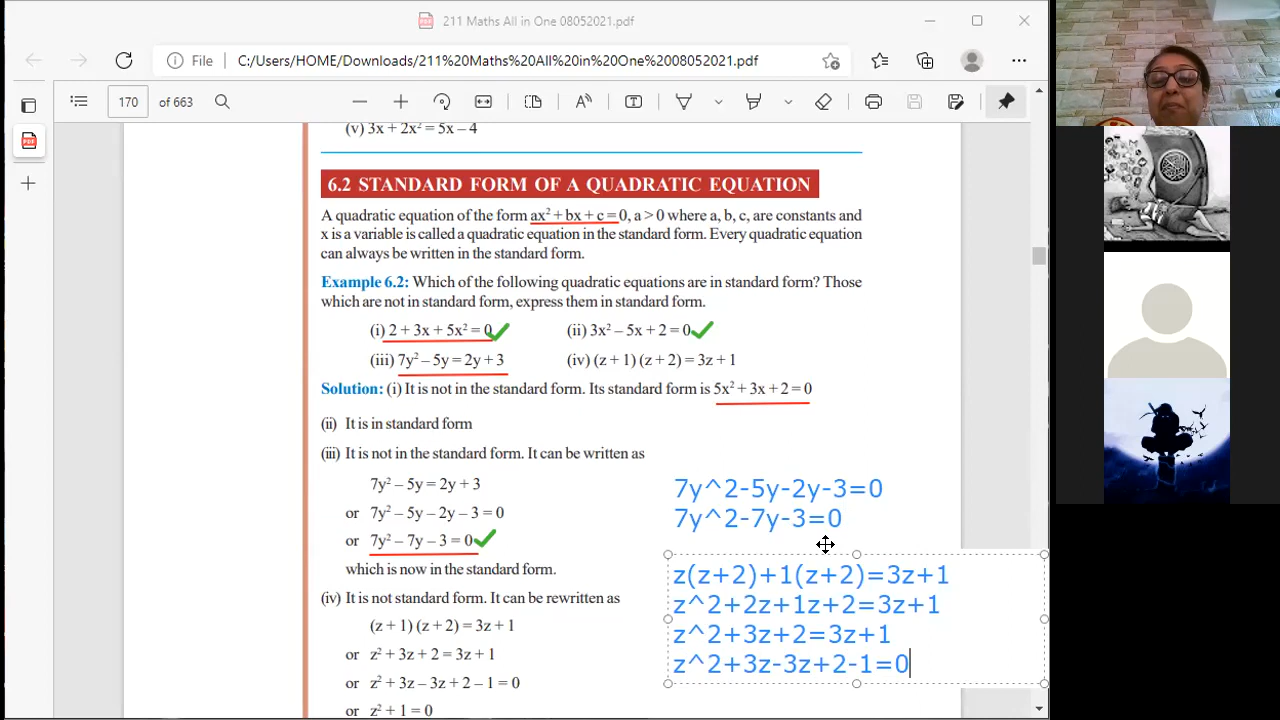 211 Maths All in One 08052021.pdf
File C:/Users/HOME/Downloads/211%20Maths%20All%20in%20One%2008052021.pdf
170 of 663
(v) 3x + 2x² = 5x – 4
6.2 STANDARD FORM OF A QUADRATIC EQUATION
A quadratic equation of the form ax² + bx + c = 0, a > 0 where a, b, c, are constants and
x is a variable is called a quadratic equation in the standard form. Every quadratic equation
can always be written in the standard form.
Example 6.2: Which of the following quadratic equations are in standard form? Those
which are not in standard form, express them in standard form.
(i) 2 + 3x + 5x² = 0 (ii) 3x² – 5x + 2 = 0
(iii) 7y² – 5y = 2y + 3 (iv) (z + 1) (z + 2) = 3z + 1
Solution: (i) It is not in the standard form. Its standard form is 5x² + 3x + 2 = 0
(ii) It is in standard form
(iii) It is not in the standard form. It can be written as
7y² – 5y = 2y + 3
or 7y² – 5y – 2y – 3 = 0
or 7y² – 7y – 3 = 0
which is now in the standard form.
(iv) It is not standard form. It can be rewritten as
(z + 1) (z + 2) = 3z + 1
or z² + 3z + 2 = 3z + 1
or z² + 3z – 3z + 2 – 1 = 0
or z² + 1 = 0
7y^2-5y-2y-3=0
7y^2-7y-3=0
z(z+2)+1(z+2)=3z+1
z^2+2z+1z+2=3z+1
z^2+3z+2=3z+1
z^2+3z-3z+2-1=0